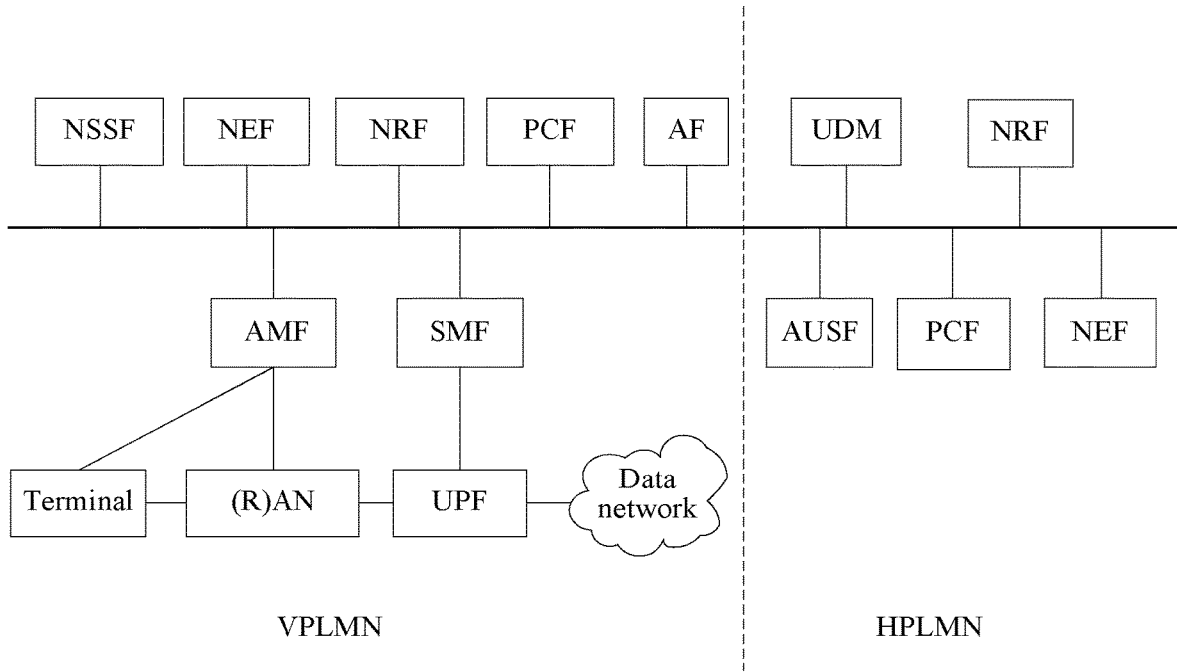 NSSF
NEF
NRF
PCF
AF
UDM
NRF
AMF
SMF
AUSF
PCF
NEF
Terminal
(R)AN
UPF
Data
network
VPLMN
HPLMN